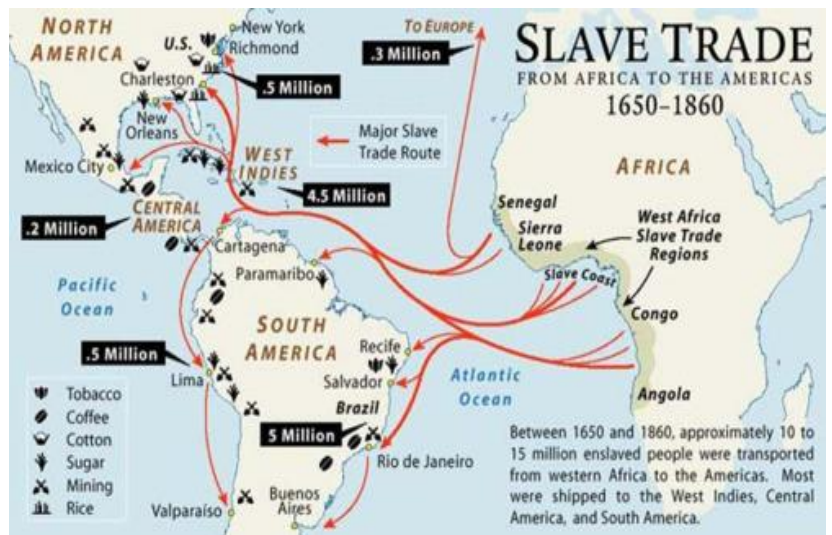 SLAVE TRADE
FROM AFRICA TO THE AMERICAS
1650–1860
NORTH
AMERICA
U.S.
New York
Richmond
Charleston
.5 Million
New
Orleans
Mexico City
WEST
INDIES
4.5 Million
CENTRAL
AMERICA
.2 Million
TO EUROPE
.3 Million
Major Slave
Trade Route
AFRICA
Senegal
Sierra
Leone
West Africa
Slave Trade
Regions
Slave Coast
Congo
Angola
Cartagena
Paramaribo
Pacific
Ocean
SOUTH
AMERICA
.5 Million
Lima
Recife
Salvador
Brazil
5 Million
Rio de Janeiro
Atlantic
Ocean
Valparaíso
Buenos
Aires
Tobacco
Coffee
Cotton
Sugar
Mining
Rice
Between 1650 and 1860, approximately 10 to
15 million enslaved people were transported
from western Africa to the Americas. Most
were shipped to the West Indies, Central
America, and South America.